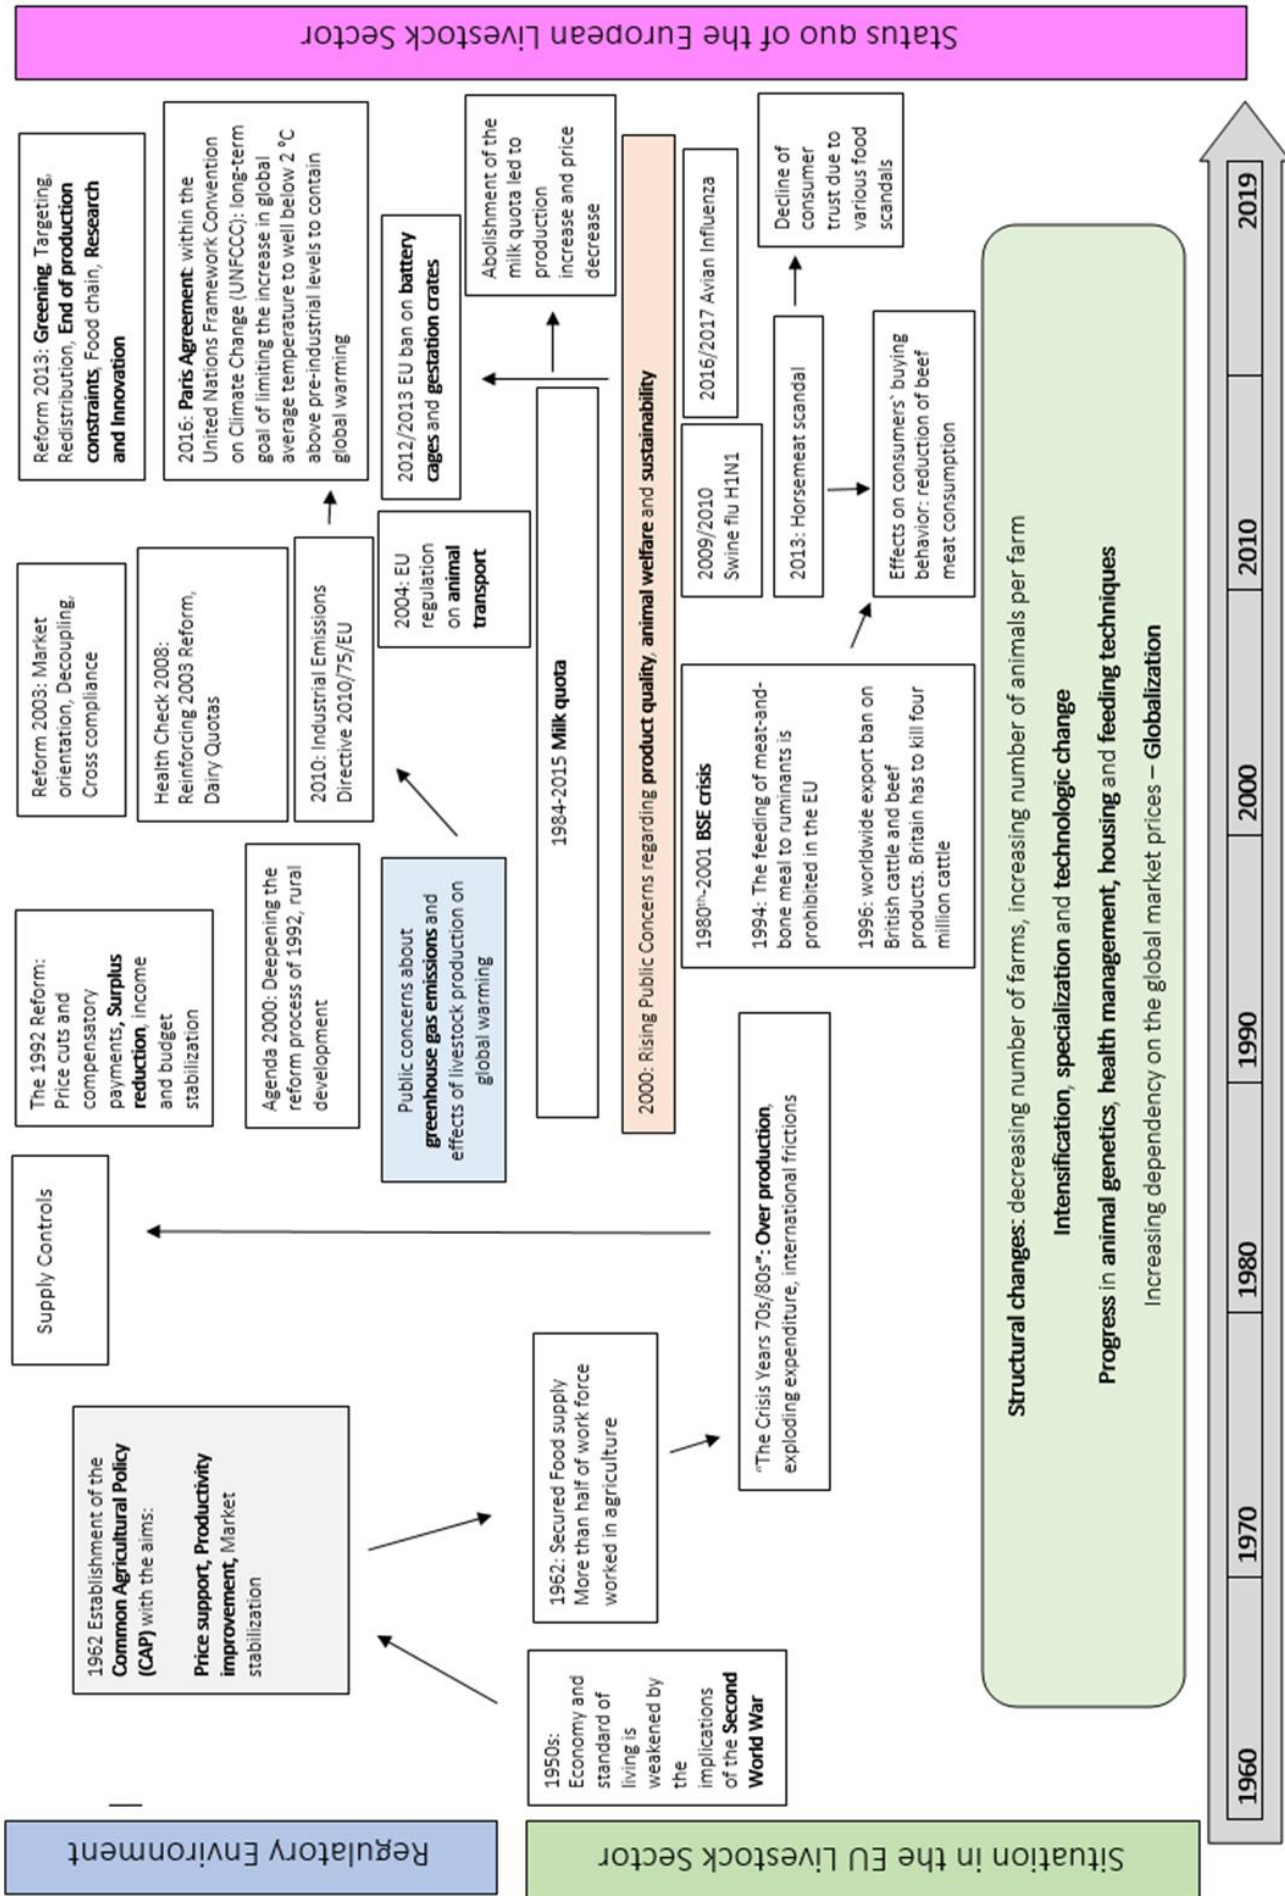 Regulatory Environment
Situation in the EU Livestock Sector
Status quo of the European Livestock Sector
1962 Establishment of the
Common Agricultural Policy
(CAP) with the aims:
Price support, Productivity
improvement, Market
stabilization
Supply Controls
The 1992 Reform:
Price cuts and
compensatory
payments, Surplus
reduction, income
and budget
stabilization
Agenda 2000: Deepening the
reform process of 1992, rural
development
Public concerns about
greenhouse gas emissions and
effects of livestock production on
global warming
Reform 2003: Market
orientation, Decoupling,
Cross compliance
Health Check 2008:
Reinforcing 2003 Reform,
Dairy Quotas
2010: Industrial Emissions
Directive 2010/75/EU
2004: EU
regulation
on animal
transport
Reform 2013: Greening, Targeting,
Redistribution, End of production
constraints, Food chain, Research
and Innovation
2016: Paris Agreement: within the
United Nations Framework Convention
on Climate Change (UNFCCC): long-term
goal of limiting the increase in global
average temperature to well below 2 °C
above pre-industrial levels to contain
global warming
2012/2013 EU ban on battery
cages and gestation crates
Abolishment of the
milk quota led to
production
increase and price
decrease
1984-2015 Milk quota
2000: Rising Public Concerns regarding product quality, animal welfare and sustainability
1950s:
Economy and
standard of
living is
weakened by
the
implications
of the Second
World War
1962: Secured Food supply
More than half of work force
worked in agriculture
"The Crisis Years 70s/80s": Over production,
exploding expenditure, international frictions
1980th-2001 BSE crisis
1994: The feeding of meat-and-
bone meal to ruminants is
prohibited in the EU
1996: worldwide export ban on
British cattle and beef
products. Britain has to kill four
million cattle
2009/2010
Swine flu H1N1
2016/2017 Avian Influenza
2013: Horsemeat scandal
Decline of
consumer
trust due to
various food
scandals
Effects on consumers` buying
behavior: reduction of beef
meat consumption
Structural changes: decreasing number of farms, increasing number of animals per farm
Intensification, specialization and technologic change
Progress in animal genetics, health management, housing and feeding techniques
Increasing dependency on the global market prices – Globalization
1960
1970
1980
1990
2000
2010
2019